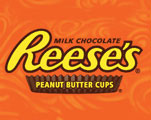 MILK CHOCOLATE
Reese's
PEANUT BUTTER CUPS